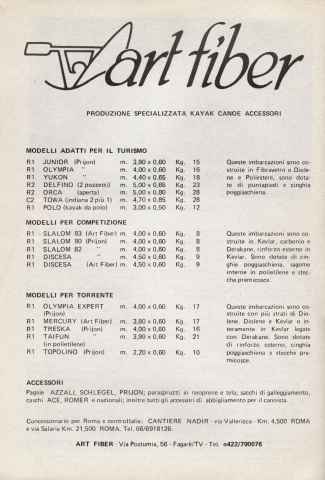 art fiber
PRODUZIONE SPECIALIZZATA KAYAK CANOE ACCESSORI
MODELLI ADATTI PER IL TURISMO
R1 JUNIOR (Prijon) m. 3,80 x 0,60 Kg. 15
R1 OLYMPIA " m. 4,00 x 0,60 Kg. 16
R1 YUKON " m. 4,40 x 0,65 Kg. 18
R2 DELFINO (2 pozzetti) m. 5,00 x 0,65 Kg. 23
R2 ORCA (aperta) m. 5,00 x 0,80 Kg. 28
C2 TOWA (indiana 2 più 1) m. 4,70 x 0,85 Kg. 28
R1 POLO (kayak da polo) m. 3,00 x 0,50 Kg. 12
Queste imbarcazioni sono co-
struite in Fibravetro o Diole-
ne e Poliestere, sono dota-
te di puntapiedi e cinghie
poggiaschiena.
MODELLI PER COMPETIZIONE
R1 SLALOM 83 (Art Fiber) m. 4,00 x 0,60 Kg. 8
R1 SLALOM 80 (Prijon) m. 4,00 x 0,60 Kg. 8
R1 SLALOM 82 " m. 4,00 x 0,60 Kg. 8
R1 DISCESA " m. 4,50 x 0,60 Kg. 9
R1 DISCESA (Art Fiber) m. 4,50 x 0,60 Kg. 9
Queste imbarcazioni sono co-
struite in Kevlar, carbonio e
Derakane, rinforzo esterno in
Kevlar. Sono dotate di cin-
ghie poggiaschiena, sagome
interne in polietilene e stec-
che premicosce.
MODELLI PER TORRENTE
R1 OLYMPIA EXPERT m. 4,00 x 0,60 Kg. 17
(Prijon)
R1 MERCURY (Art Fiber) m. 3,80 x 0,60 Kg. 17
R1 TRESKA (Prijon) m. 4,00 x 0,60 Kg. 16
R1 TAIFUN " m. 3,90 x 0,60 Kg. 21
(in polietilene)
R1 TOPOLINO (Prijon) m. 2,20 x 0,60 Kg. 10
Queste imbarcazioni sono co-
struite con più strati di Dio-
lene, Diolene e Kevlar o in-
teramente in Kevlar legate
con Derakane. Sono dotate
di rinforzo esterno, cinghie
poggiaschiena e stecche pre-
micosce.
ACCESSORI
Pagaie AZZALI, SCHLEGEL, PRIJON; paraspruzzi in neoprene e tela; sacchi di galleggiamento,
caschi ACE, ROMER e nazionali; inoltre tutti gli accessori di abbigliamento per il canoista.
Concessionario per Roma e centroItalia: CANTIERE NADIR - via Vallericca - Km. 4,500 ROMA
e via Salaria Km. 21,500 ROMA. Tel. 06/6918126.
ART FIBER - Via Postumia, 56 - Fagarè/TV - Tel. 0422/790076